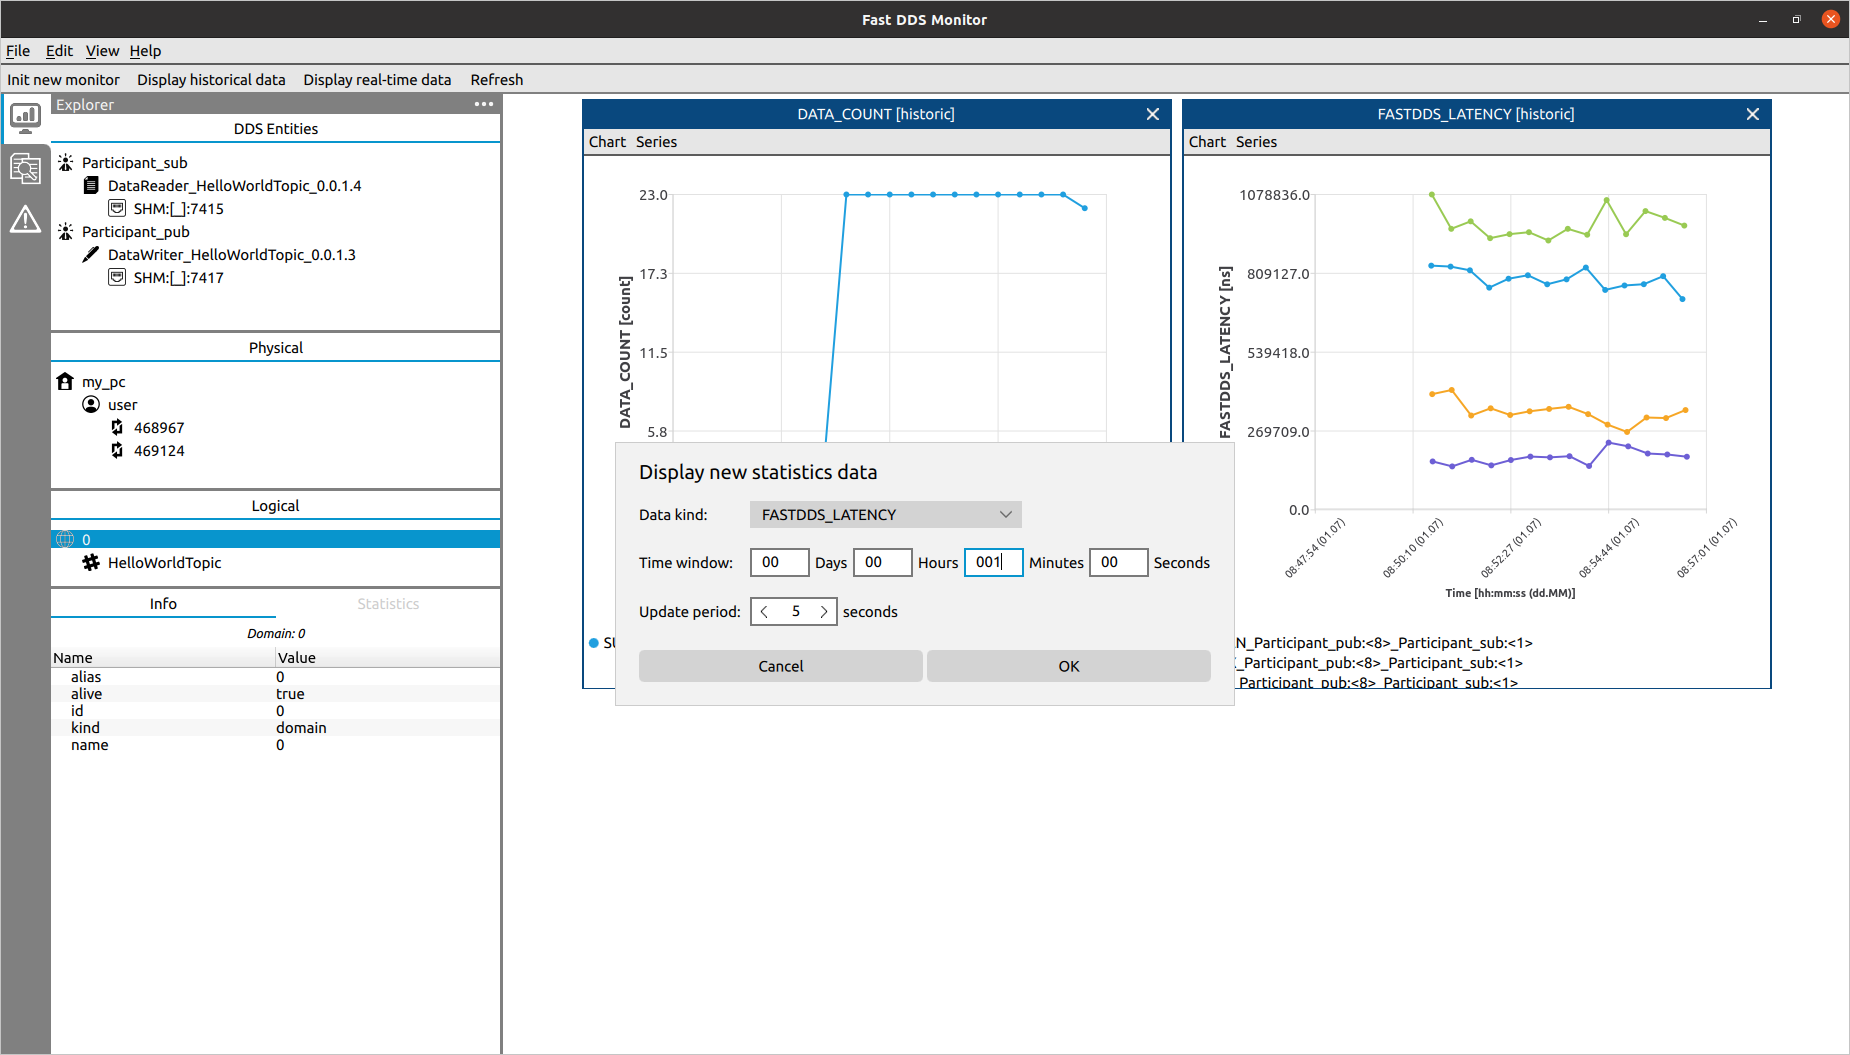 Fast DDS Monitor
File Edit View Help
Init new monitor Display historical data Display real-time data Refresh
Explorer
DDS Entities
Participant_sub
DataReader_HelloWorldTopic_0.0.1.4
SHM:[_]:7415
Participant_pub
DataWriter_HelloWorldTopic_0.0.1.3
SHM:[_]:7417
Physical
my_pc
user
468967
469124
Logical
0
HelloWorldTopic
Info Statistics
Domain: 0
Name Value
alias 0
alive true
id 0
kind domain
name 0
DATA_COUNT [historic]
Chart Series
23.0
17.3
11.5
5.8
DATA_COUNT [count]
FASTDDS_LATENCY [historic]
Chart Series
1078836.0
809127.0
539418.0
269709.0
0.0
FASTDDS_LATENCY [ns]
08:47:54 (01.07)
08:50:10 (01.07)
08:52:27 (01.07)
08:54:44 (01.07)
08:57:01 (01.07)
Time [hh:mm:ss (dd.MM)]
N_Participant_pub:<8>_Participant_sub:<1>
_Participant_pub:<8>_Participant_sub:<1>
_Participant_pub:<8>_Participant_sub:<1>
Display new statistics data
Data kind: FASTDDS_LATENCY
Time window: 00 Days 00 Hours 001 Minutes 00 Seconds
Update period: 5 seconds
Cancel OK